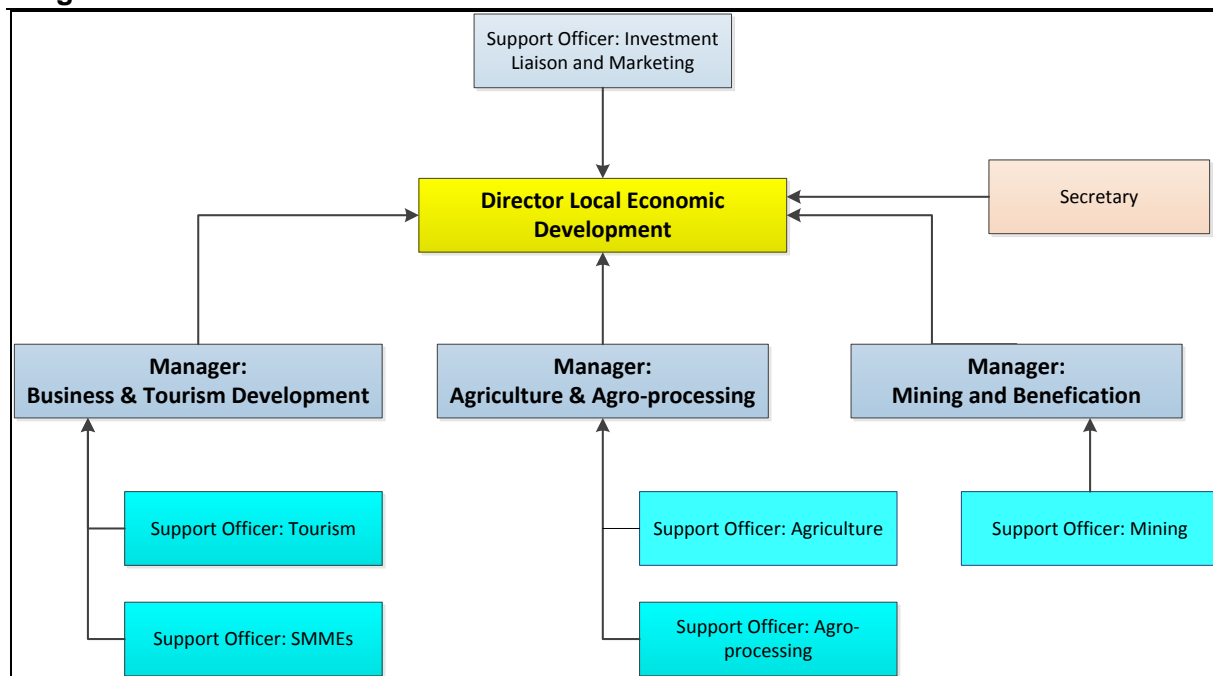 Support Officer: Investment
Liaison and Marketing
Director Local Economic
Development
Secretary
Manager:
Business & Tourism Development
Manager:
Agriculture & Agro-processing
Manager:
Mining and Benefication
Support Officer: Tourism
Support Officer: Agriculture
Support Officer: Mining
Support Officer: SMMEs
Support Officer: Agro-
processing